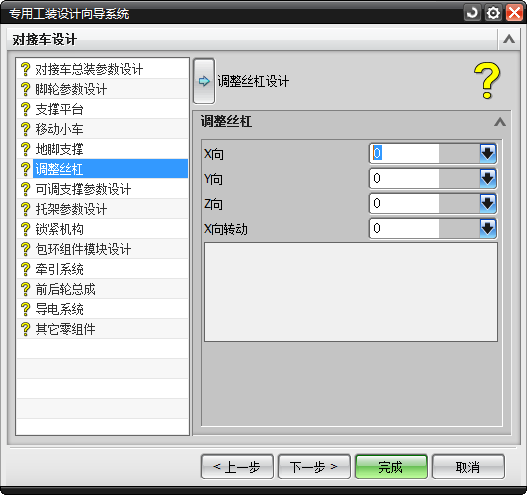 专用工装设计向导系统
对接车设计
? 对接车总装参数设计
? 脚轮参数设计
? 支撑平台
? 移动小车
? 地脚支撑
? 调整丝杠
? 可调支撑参数设计
? 托架参数设计
? 锁紧机构
? 包环组件模块设计
? 牵引系统
? 前后轮总成
? 导电系统
? 其它零组件
调整丝杠设计
?
调整丝杠
X向 0
Y向 0
Z向 0
X向转动 0
< 上一步 下一步 > 完成 取消